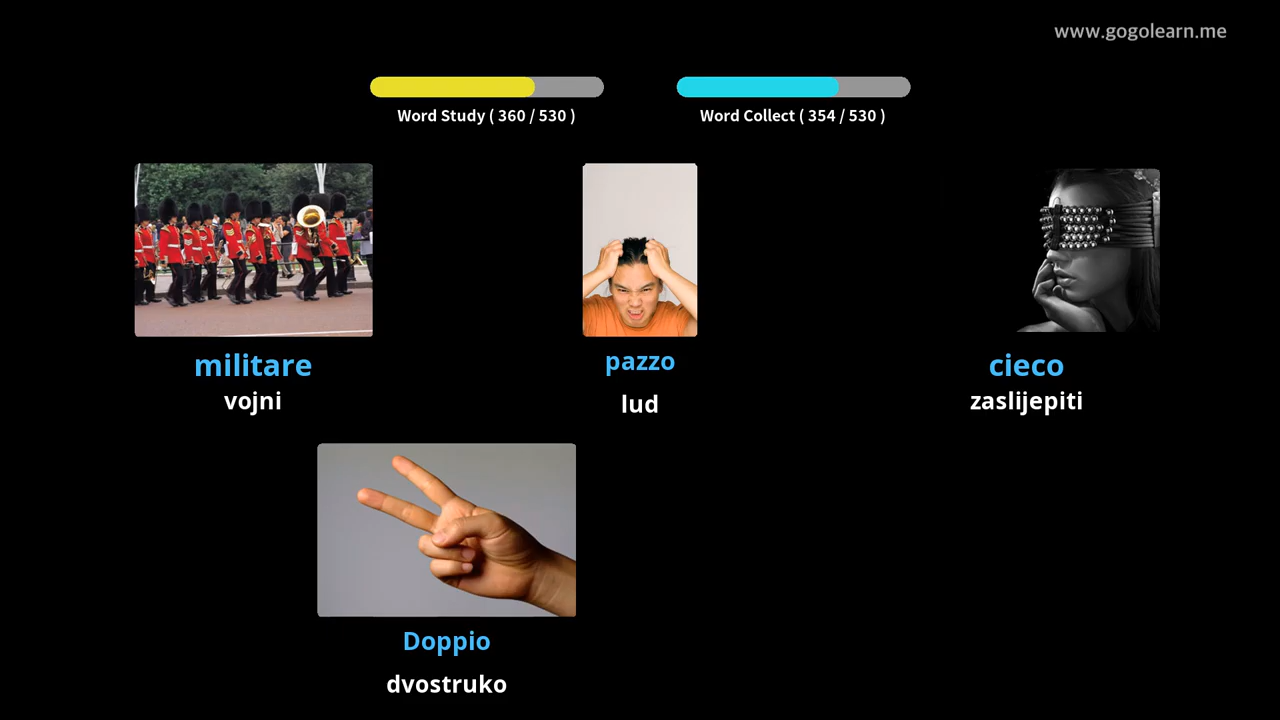 www.gogolearn.me
Word Study ( 360 / 530 )
Word Collect ( 354 / 530 )
militare
vojni
pazzo
lud
cieco
zaslijepiti
Doppio
dvostruko